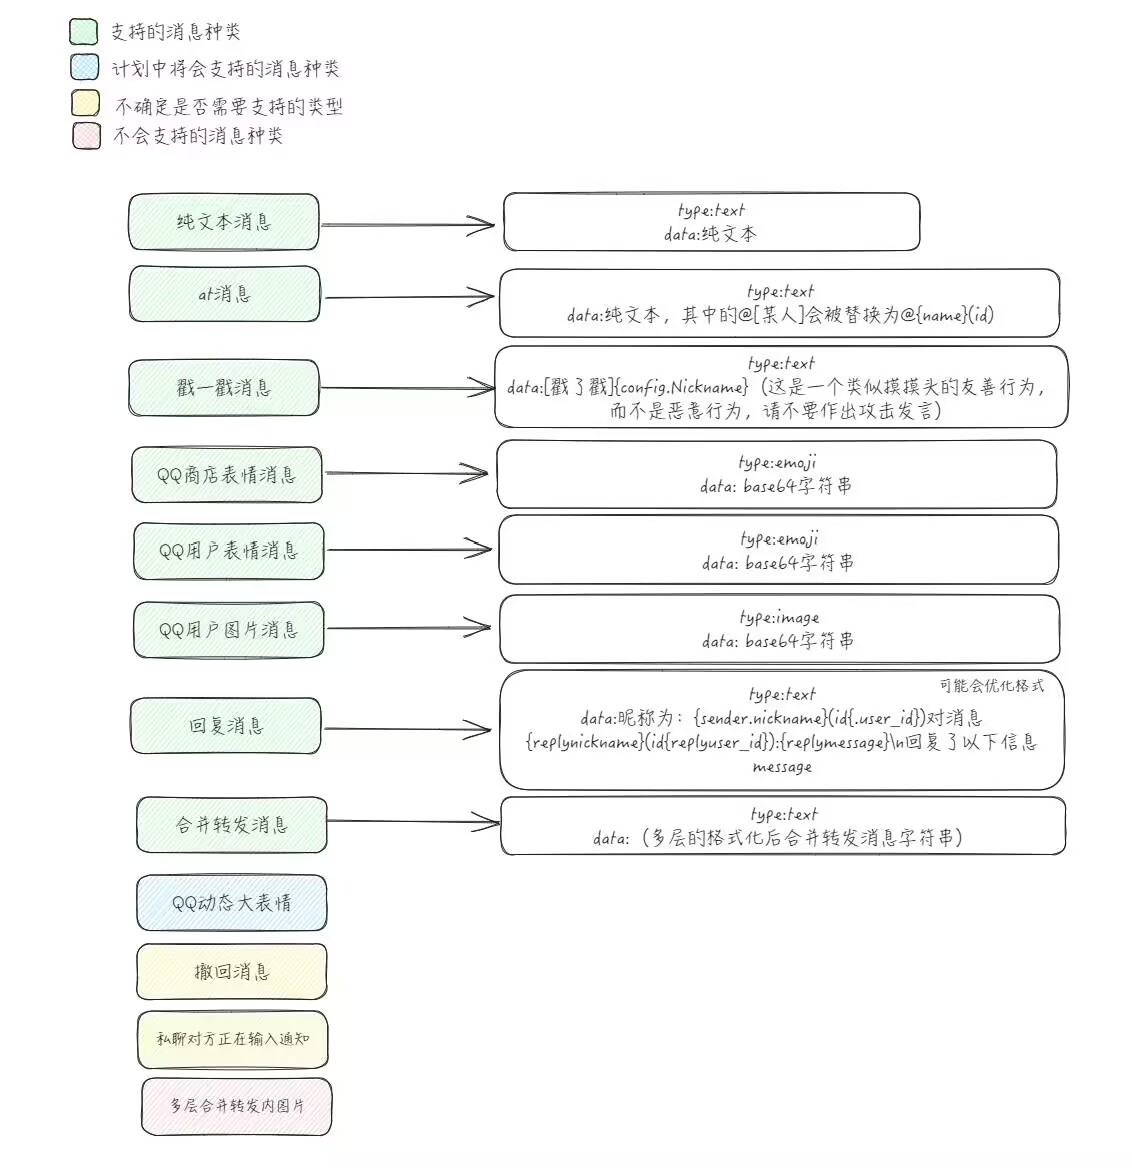 支持的消息种类
计划中将会支持的消息种类
不确定是否需要支持的类型
不会支持的消息种类
纯文本消息
type:text
data:纯文本
at消息
type:text
data:纯文本，其中的@[某人]会被替换为@{name}(id)
戳一戳消息
type:text
data:[戳了戳]{config.Nickname}（这是一个类似摸摸头的友善行为，
而不是恶意行为，请不要作出攻击发言）
QQ商店表情消息
type:emoji
data: base64字符串
QQ用户表情消息
type:emoji
data: base64字符串
QQ用户图片消息
type:image
data: base64字符串
回复消息
可能会优化格式
type:text
data:昵称为：{sender.nickname}(id{.user_id})对消息
{replynickname}(id{replyuser_id}):{replymessage}\n回复了以下信息
message
合并转发消息
type:text
data:（多层的格式化后合并转发消息字符串）
QQ动态大表情
撤回消息
私聊对方正在输入通知
多层合并转发内图片